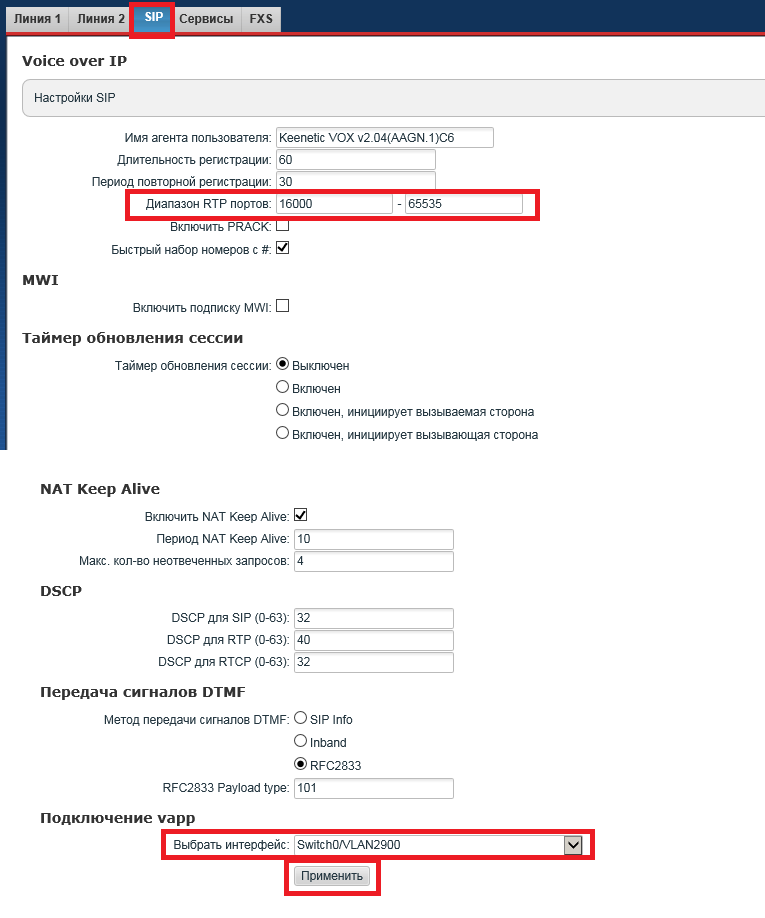 Линия 1 Линия 2 SIP Сервисы FXS
Voice over IP
Настройки SIP
Имя агента пользователя: Keenetic VOX v2.04(AAGN.1)C6
Длительность регистрации: 60
Период повторной регистрации: 30
Диапазон RTP портов: 16000 - 65535
Включить PRACK:
Быстрый набор номеров с #:
MWI
Включить подписку MWI:
Таймер обновления сессии
Таймер обновления сессии: Выключен
Включен
Включен, инициирует вызываемая сторона
Включен, инициирует вызывающая сторона
NAT Keep Alive
Включить NAT Keep Alive:
Период NAT Keep Alive: 10
Макс. кол-во неотвеченных запросов: 4
DSCP
DSCP для SIP (0-63): 32
DSCP для RTP (0-63): 40
DSCP для RTCP (0-63): 32
Передача сигналов DTMF
Метод передачи сигналов DTMF: SIP Info
Inband
RFC2833
RFC2833 Payload type: 101
Подключение vapp
Выбрать интерфейс: Switch0/VLAN2900
Применить